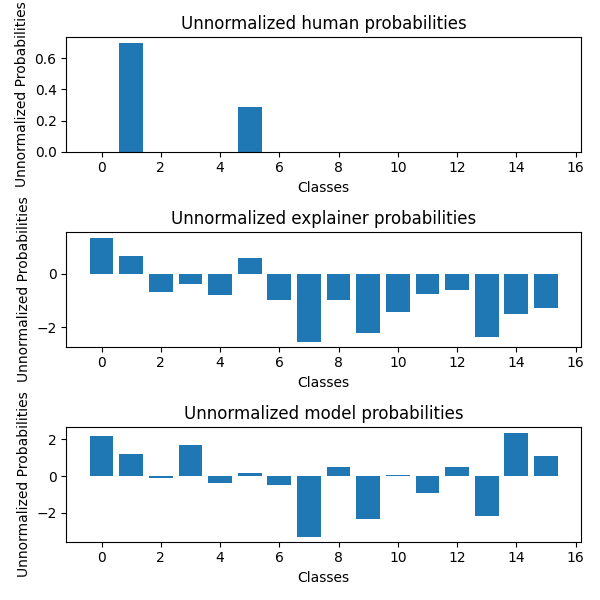 Unnormalized human probabilities
Unnormalized Probabilities
0.6
0.4
0.2
0.0
0 2 4 6 8 10 12 14 16
Classes
Unnormalized explainer probabilities
Unnormalized Probabilities
0
−2
0 2 4 6 8 10 12 14 16
Classes
Unnormalized model probabilities
Unnormalized Probabilities
2
0
−2
0 2 4 6 8 10 12 14 16
Classes